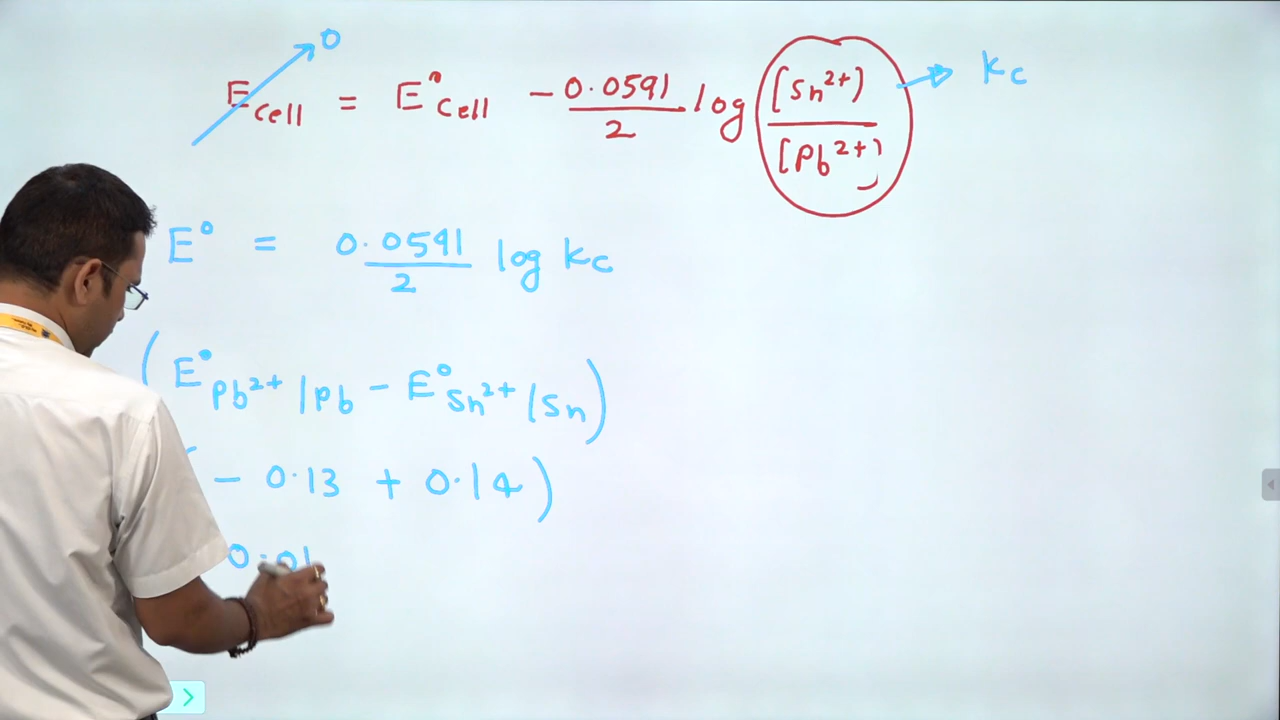 0
E cell = E° cell - 0.0591/2 log [Sn2+]/[Pb2+] → Kc
E° = 0.0591/2 log Kc
(E° Pb2+ | Pb - E° Sn2+ | Sn)
( - 0.13 + 0.14 )
0.01